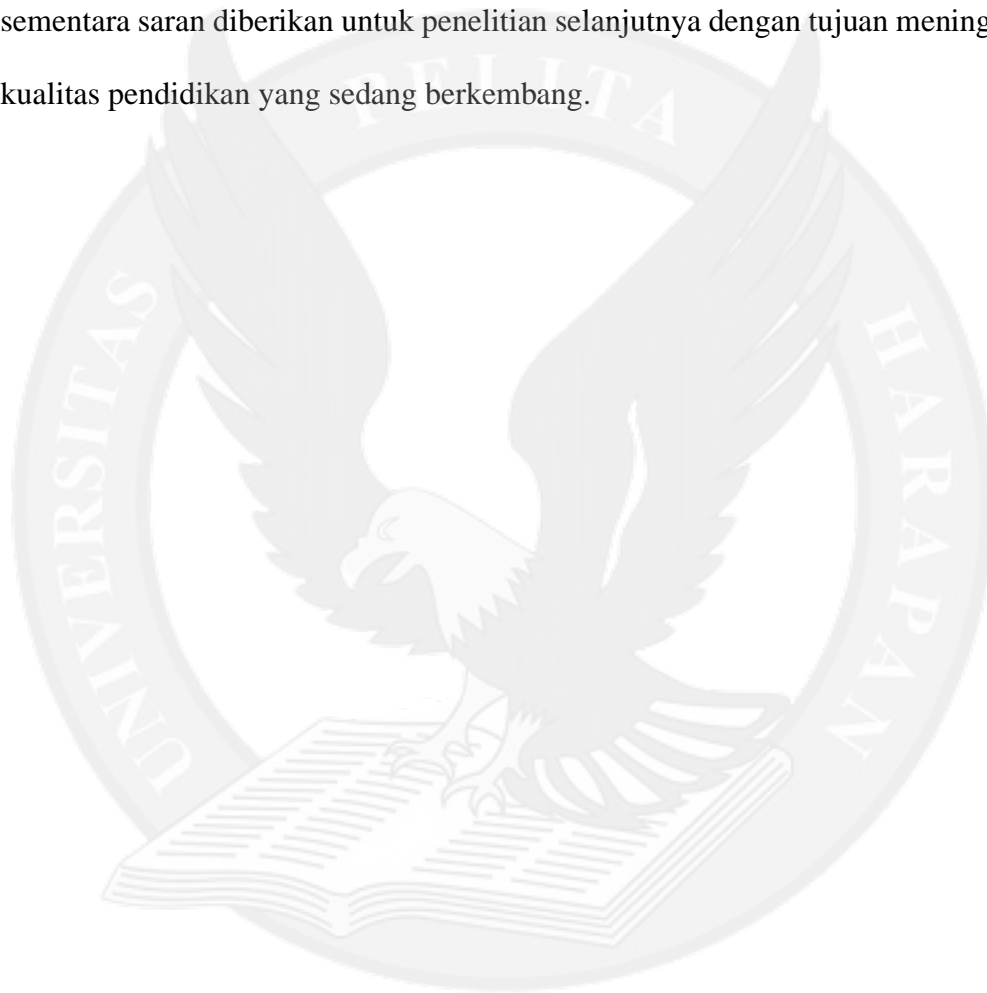 sementara saran diberikan untuk penelitian selanjutnya dengan tujuan mening
kualitas pendidikan yang sedang berkembang.
UNIVERSITAS PELITA HARAPAN